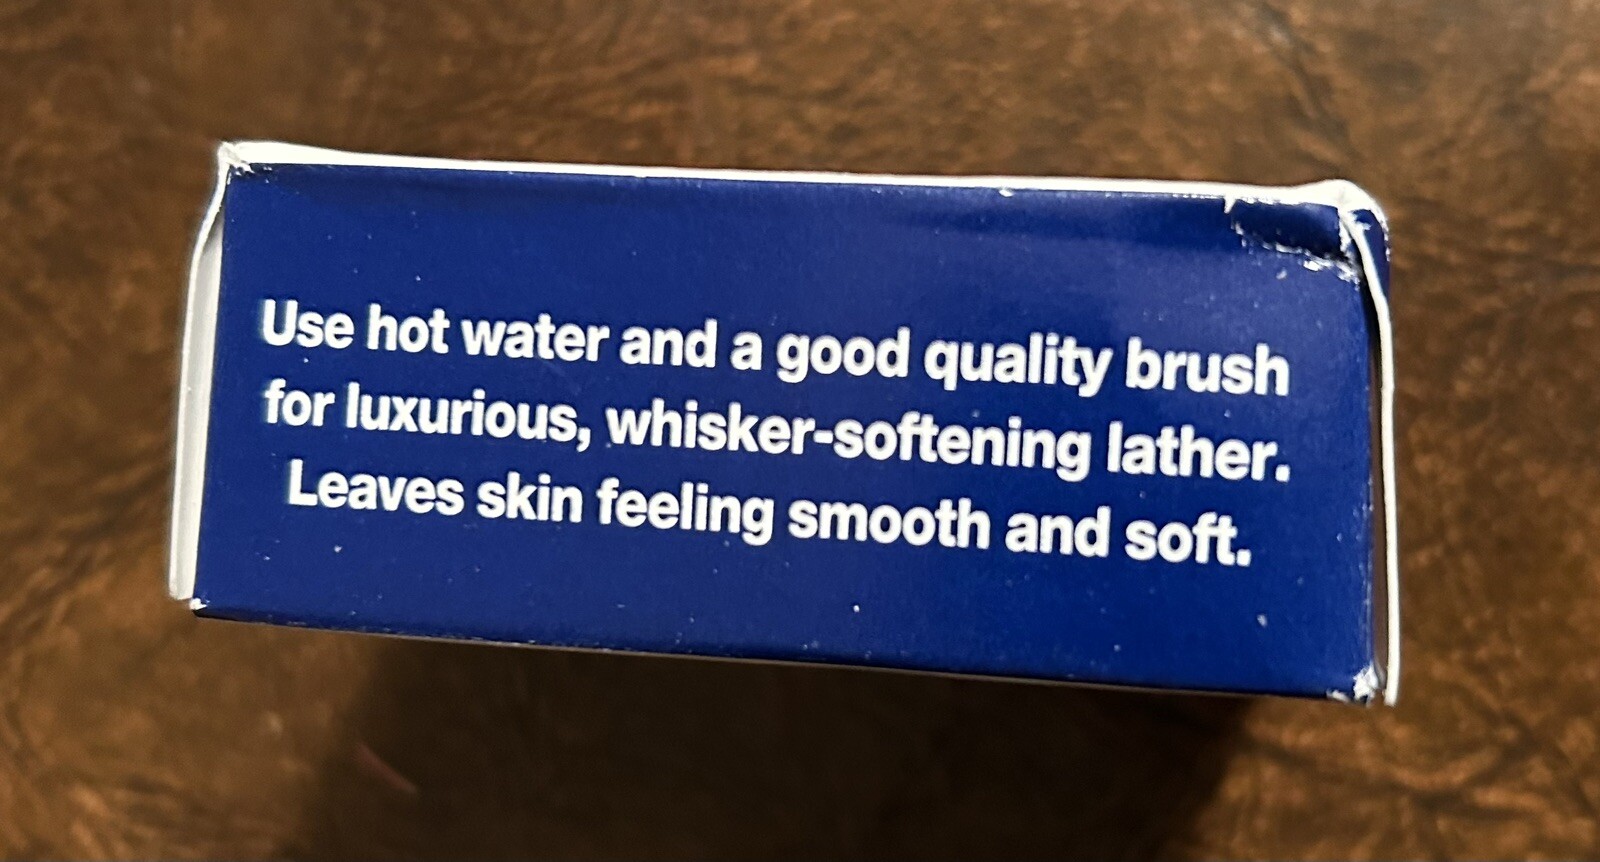 Use hot water and a good quality brush
for luxurious, whisker-softening lather.
Leaves skin feeling smooth and soft.